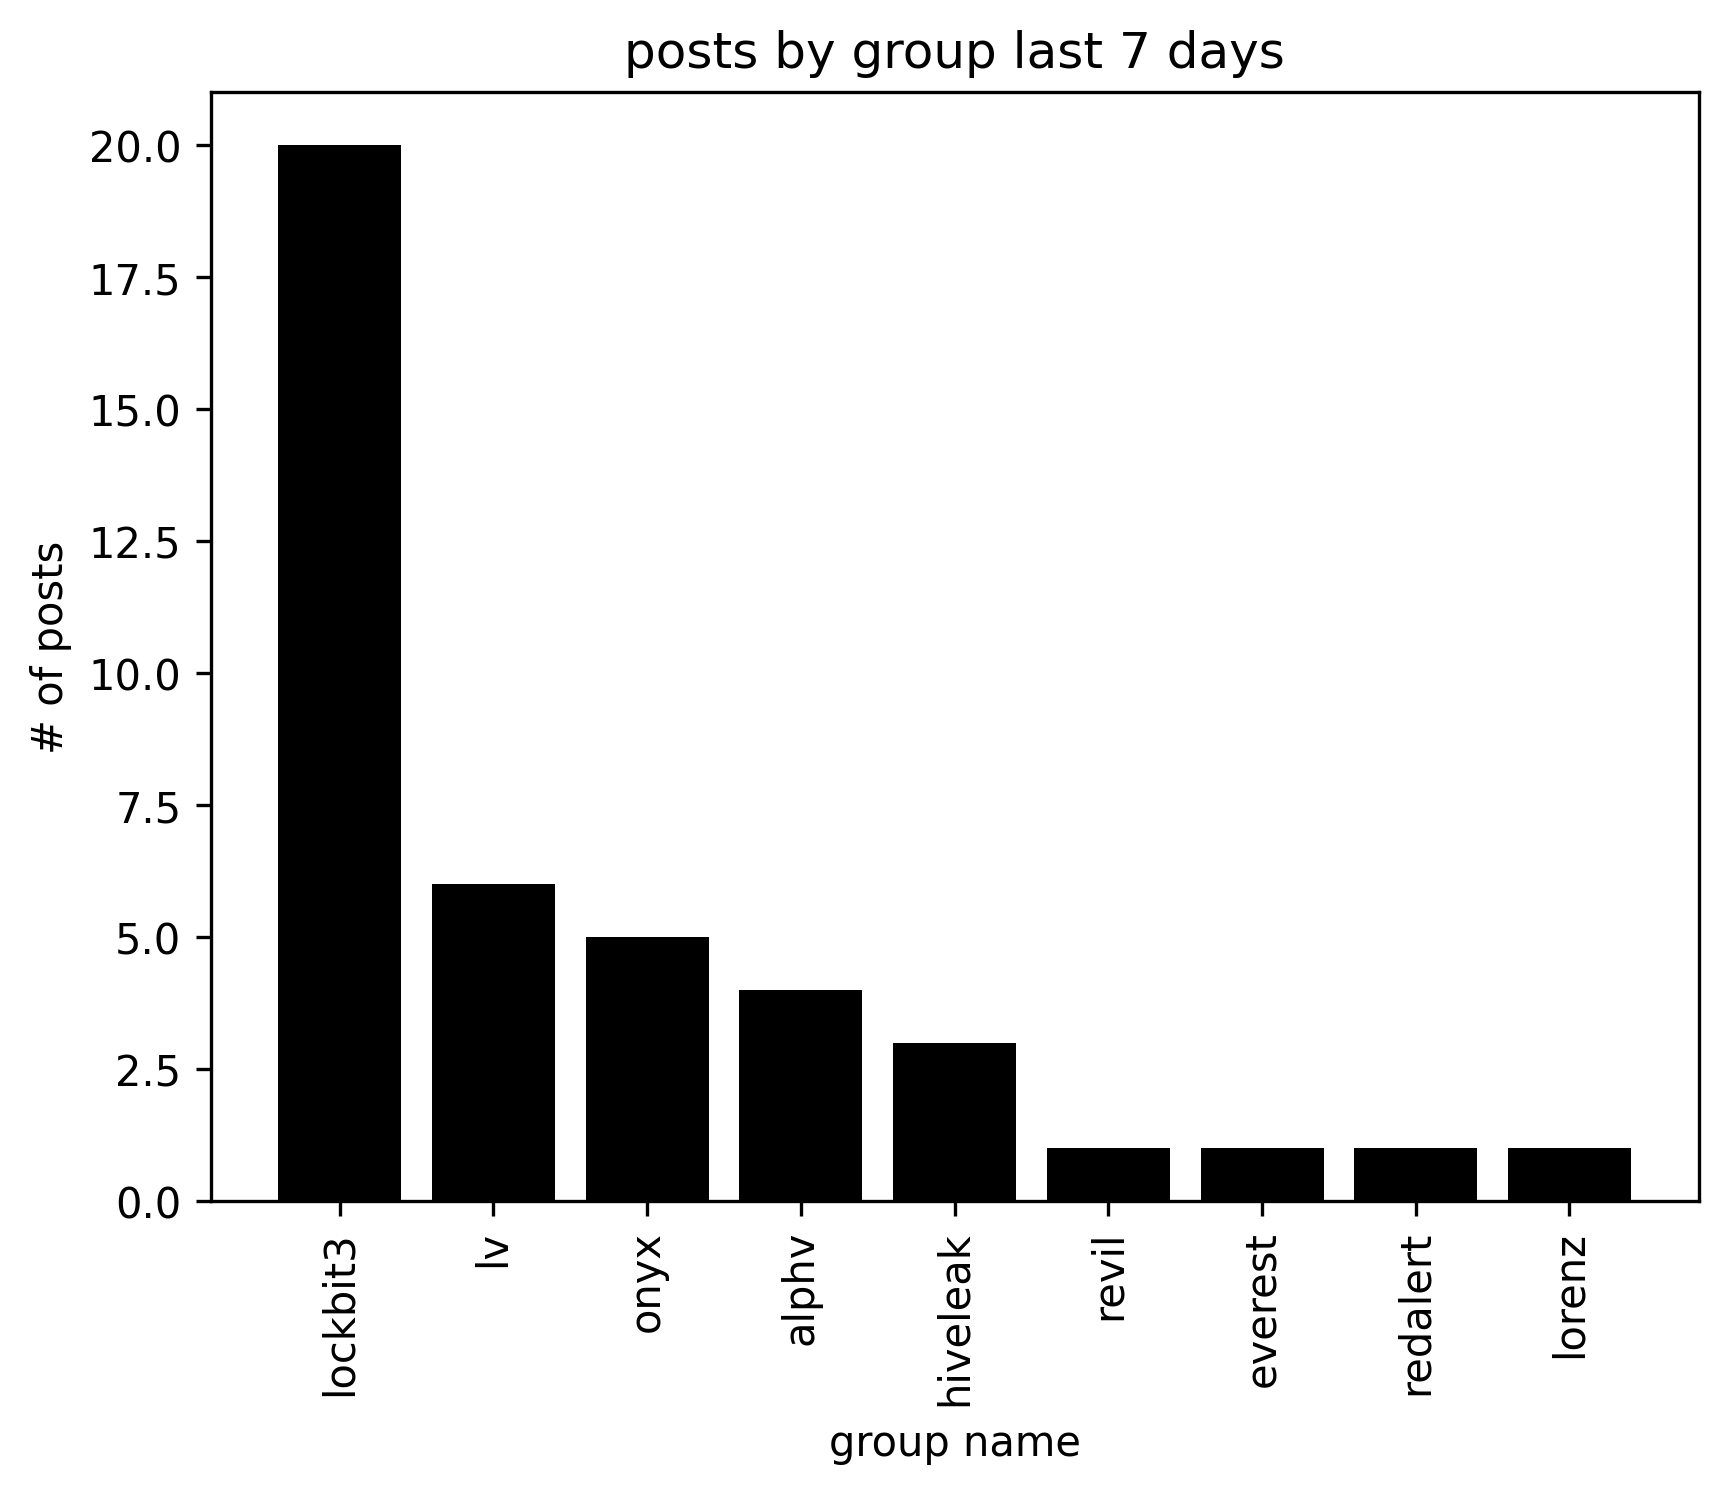 posts by group last 7 days
# of posts
20.0
17.5
15.0
12.5
10.0
7.5
5.0
2.5
0.0
lockbit3
lv
onyx
alphv
hiveleak
revil
everest
redalert
lorenz
group name